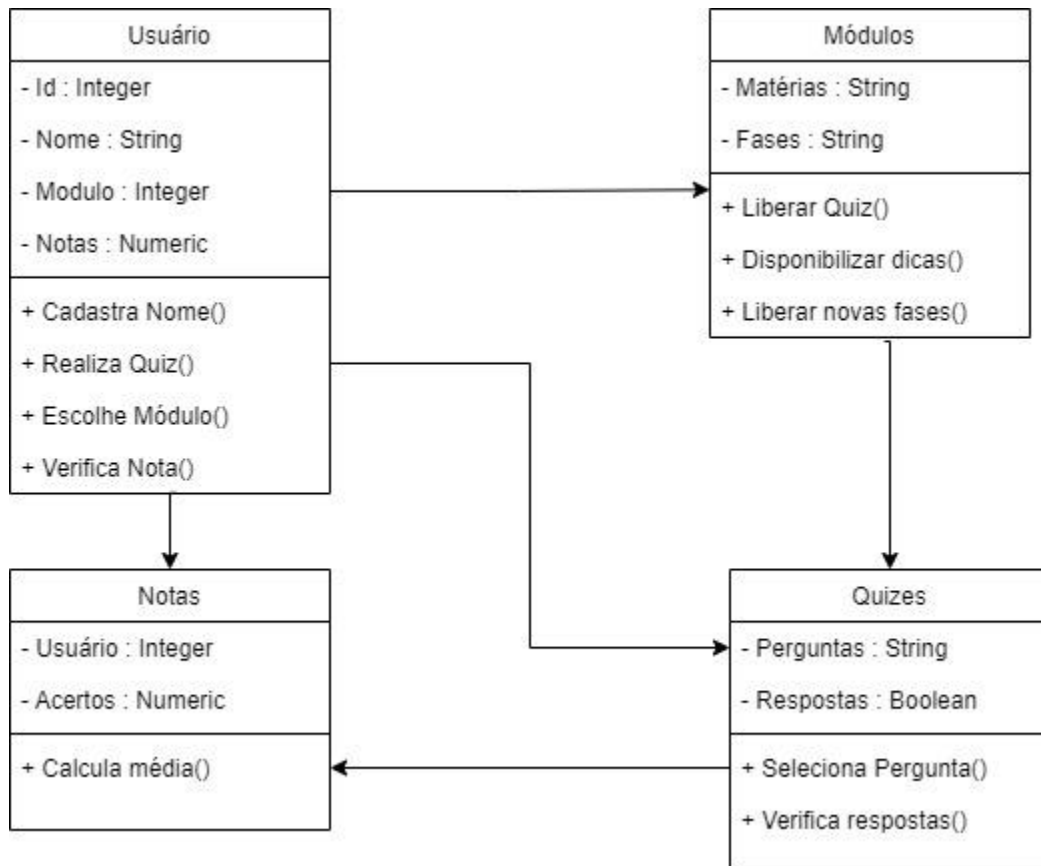 Usuário
- Id : Integer
- Nome : String
- Modulo : Integer
- Notas : Numeric
+ Cadastra Nome()
+ Realiza Quiz()
+ Escolhe Módulo()
+ Verifica Nota()
Módulos
- Matérias : String
- Fases : String
+ Liberar Quiz()
+ Disponibilizar dicas()
+ Liberar novas fases()
Notas
- Usuário : Integer
- Acertos : Numeric
+ Calcula média()
Quizes
- Perguntas : String
- Respostas : Boolean
+ Seleciona Pergunta()
+ Verifica respostas()